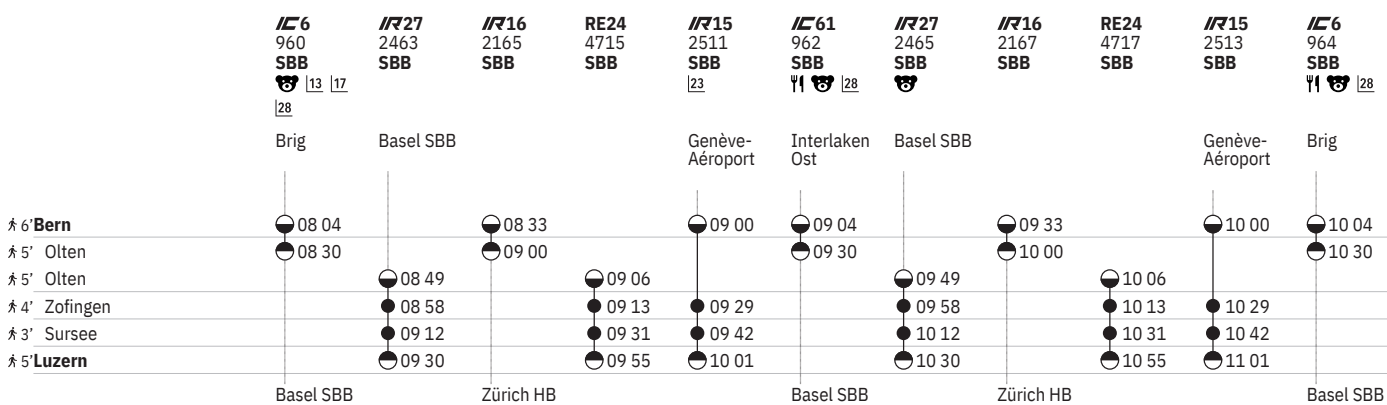 IC6 IR27 IR16 RE24 IR15 IC61 IR27 IR16 RE24 IR15 IC6
960 2463 2165 4715 2511 962 2465 2167 4717 2513 964
SBB SBB SBB SBB SBB SBB SBB SBB SBB SBB SBB
13 17 23 28 28
28
Brig Basel SBB Genève- Interlaken Basel SBB Genève- Brig
Aéroport Ost Aéroport
6' Bern 08 04 08 33 09 00 09 04 09 33 10 00 10 04
5' Olten 08 30 09 00 09 30 10 00 10 30
5' Olten 08 49 09 06 09 49 10 06
4' Zofingen 08 58 09 13 09 29 09 58 10 13 10 29
3' Sursee 09 12 09 31 09 42 10 12 10 31 10 42
5' Luzern 09 30 09 55 10 01 10 30 10 55 11 01
Basel SBB Zürich HB Basel SBB Zürich HB Basel SBB